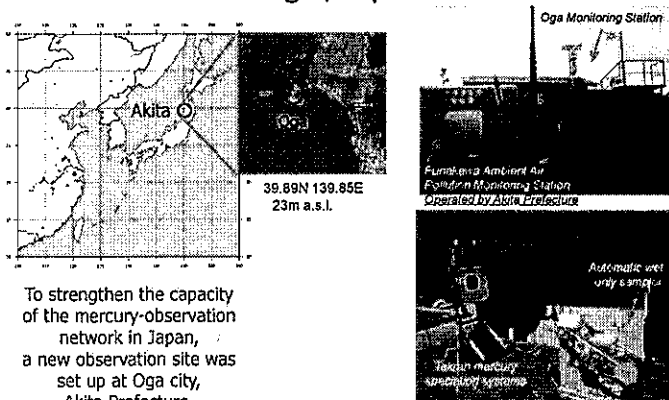 Akita
Oga
39.89N 139.85E
23m a.s.l.
To strengthen the capacity
of the mercury-observation
network in Japan,
a new observation site was
set up at Oga city,
Akita Prefecture
Oga Monitoring Station
Funakawa Ambient Air
Pollution Monitoring Station
Operated by Akita Prefecture
Automatic wet
only sampler
Tekran mercury
speciation systems